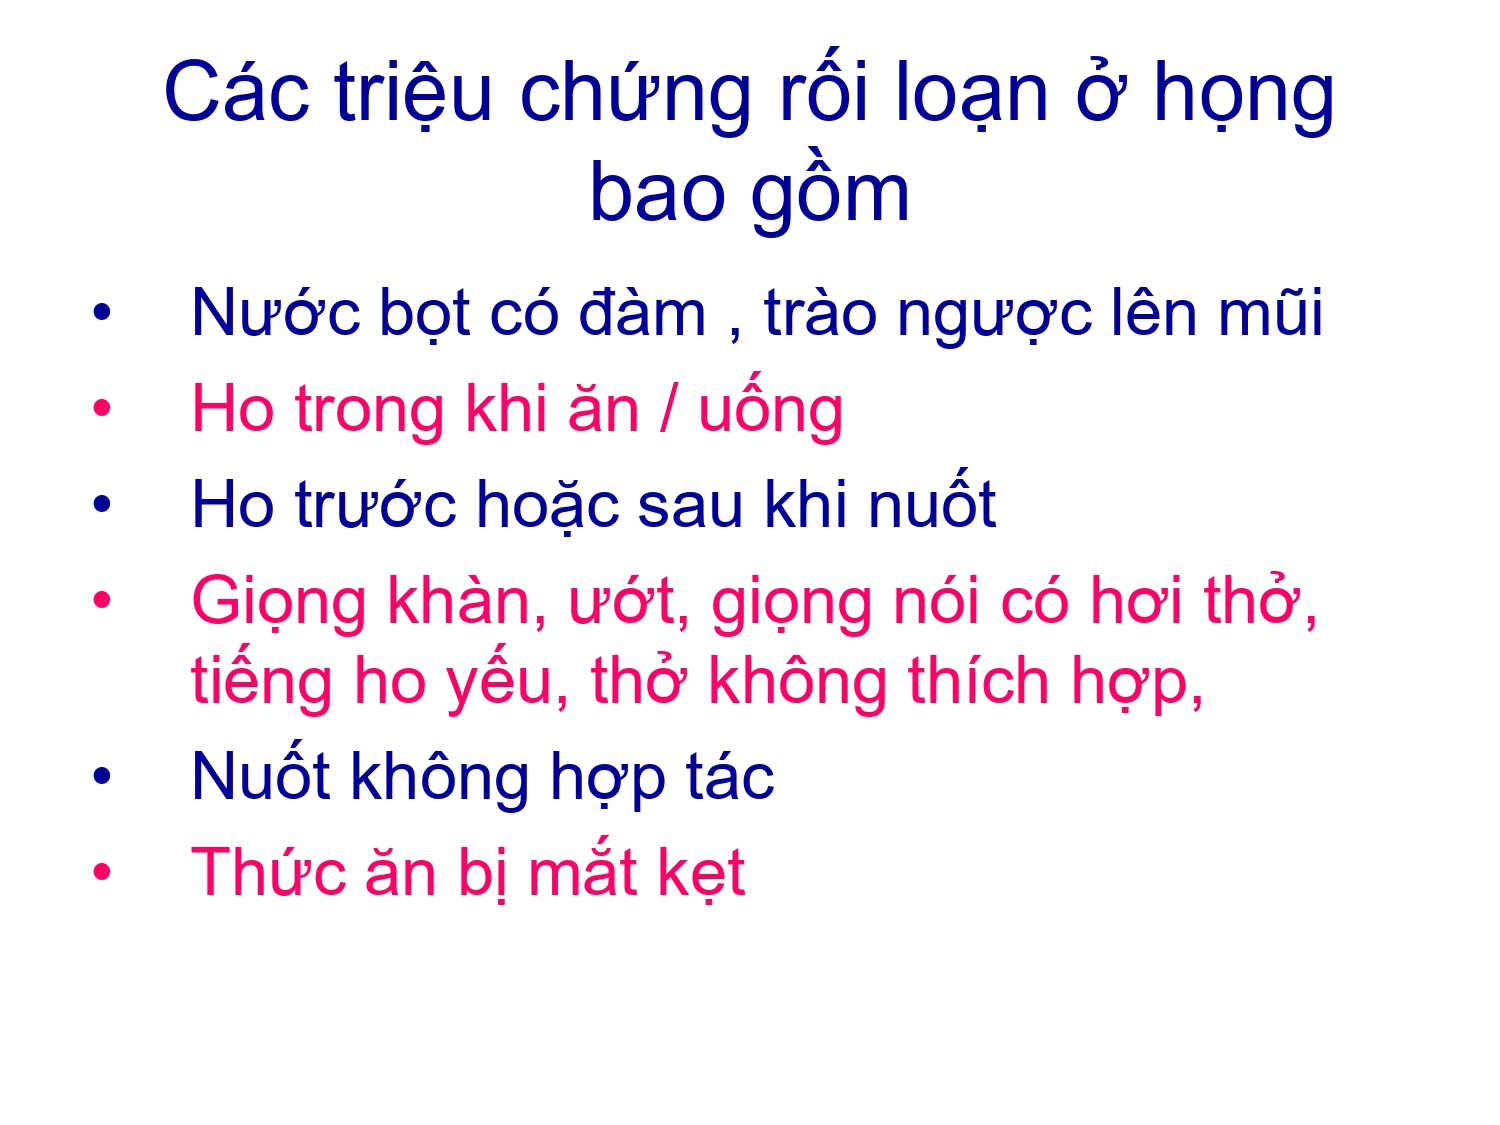 Các triệu chứng rối loạn ở họng
bao gồm
• Nước bọt có đàm , trào ngược lên mũi
• Ho trong khi ăn / uống
• Ho trước hoặc sau khi nuốt
• Giọng khàn, ướt, giọng nói có hơi thở,
tiếng ho yếu, thở không thích hợp,
• Nuốt không hợp tác
• Thức ăn bị mắt kẹt